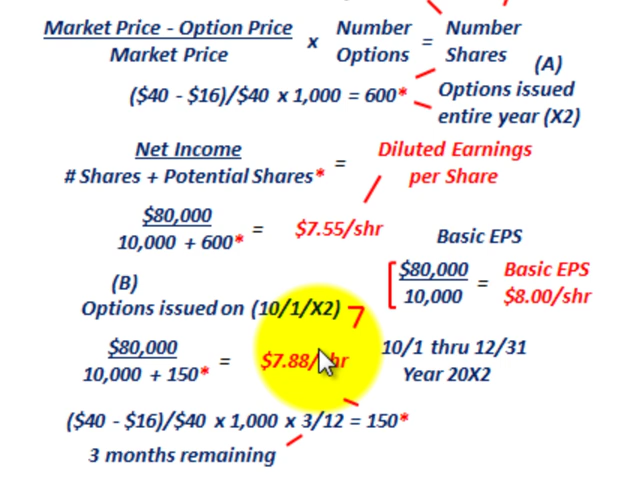 Market Price - Option Price x Number = Number
Market Price Options Shares
(A)
($40 - $16)/$40 x 1,000 = 600* Options issued
entire year (X2)
Net Income = Diluted Earnings
# Shares + Potential Shares* per Share
$80,000 = $7.55/shr
10,000 + 600*
Basic EPS
$80,000 = Basic EPS
10,000 $8.00/shr
(B)
Options issued on (10/1/X2)
$80,000 = $7.88/shr
10,000 + 150*
10/1 thru 12/31
Year 20X2
($40 - $16)/$40 x 1,000 x 3/12 = 150*
3 months remaining